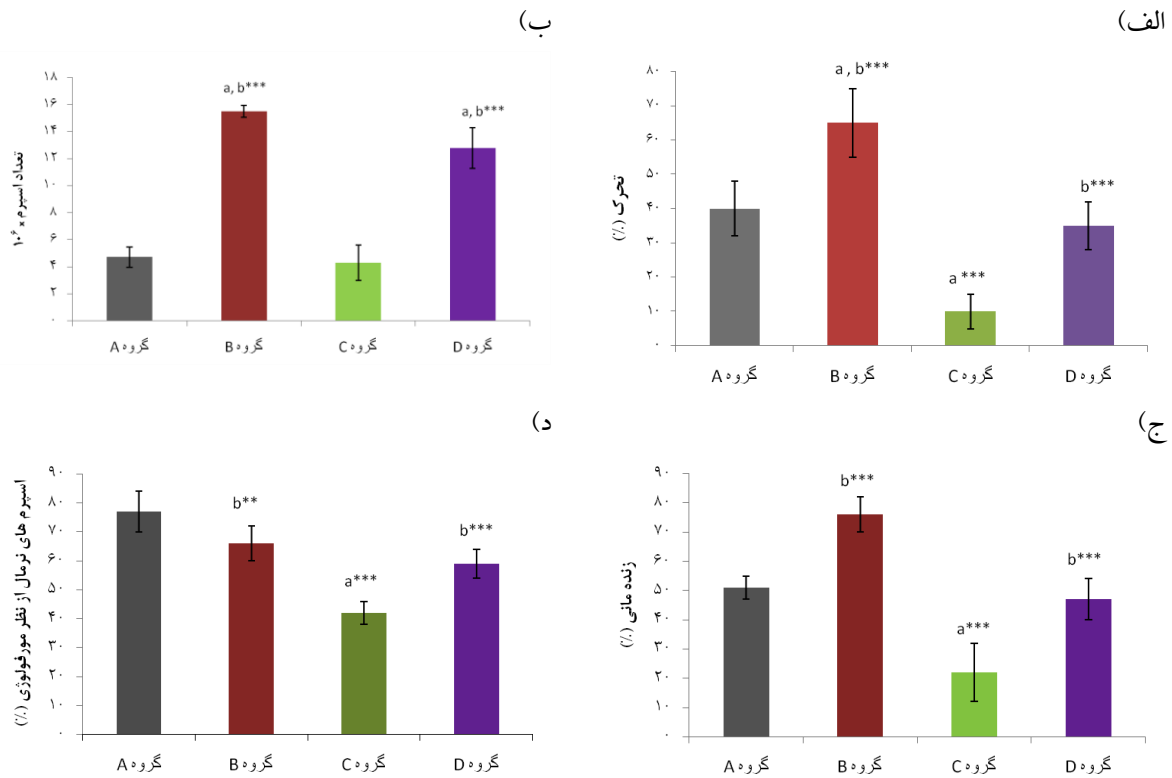 الف)
تحرک (٪)
۸۰
۷۰
۶۰
۵۰
۴۰
۳۰
۲۰
۱۰
۰
a , b***
a ***
b***
گروه A
گروه B
گروه C
گروه D
ب)
تعداد اسپرم * ۱۰۶
۱۸
۱۶
۱۴
۱۲
۱۰
۸
۶
۴
۲
۰
a, b***
a, b***
گروه A
گروه B
گروه C
گروه D
ج)
زنده مانی (٪)
۹۰
۸۰
۷۰
۶۰
۵۰
۴۰
۳۰
۲۰
۱۰
۰
b***
a***
b***
گروه A
گروه B
گروه C
گروه D
د)
اسپرم های نرمال از نظر مورفولوژی (٪)
۹۰
۸۰
۷۰
۶۰
۵۰
۴۰
۳۰
۲۰
۱۰
۰
b**
a***
b***
گروه A
گروه B
گروه C
گروه D